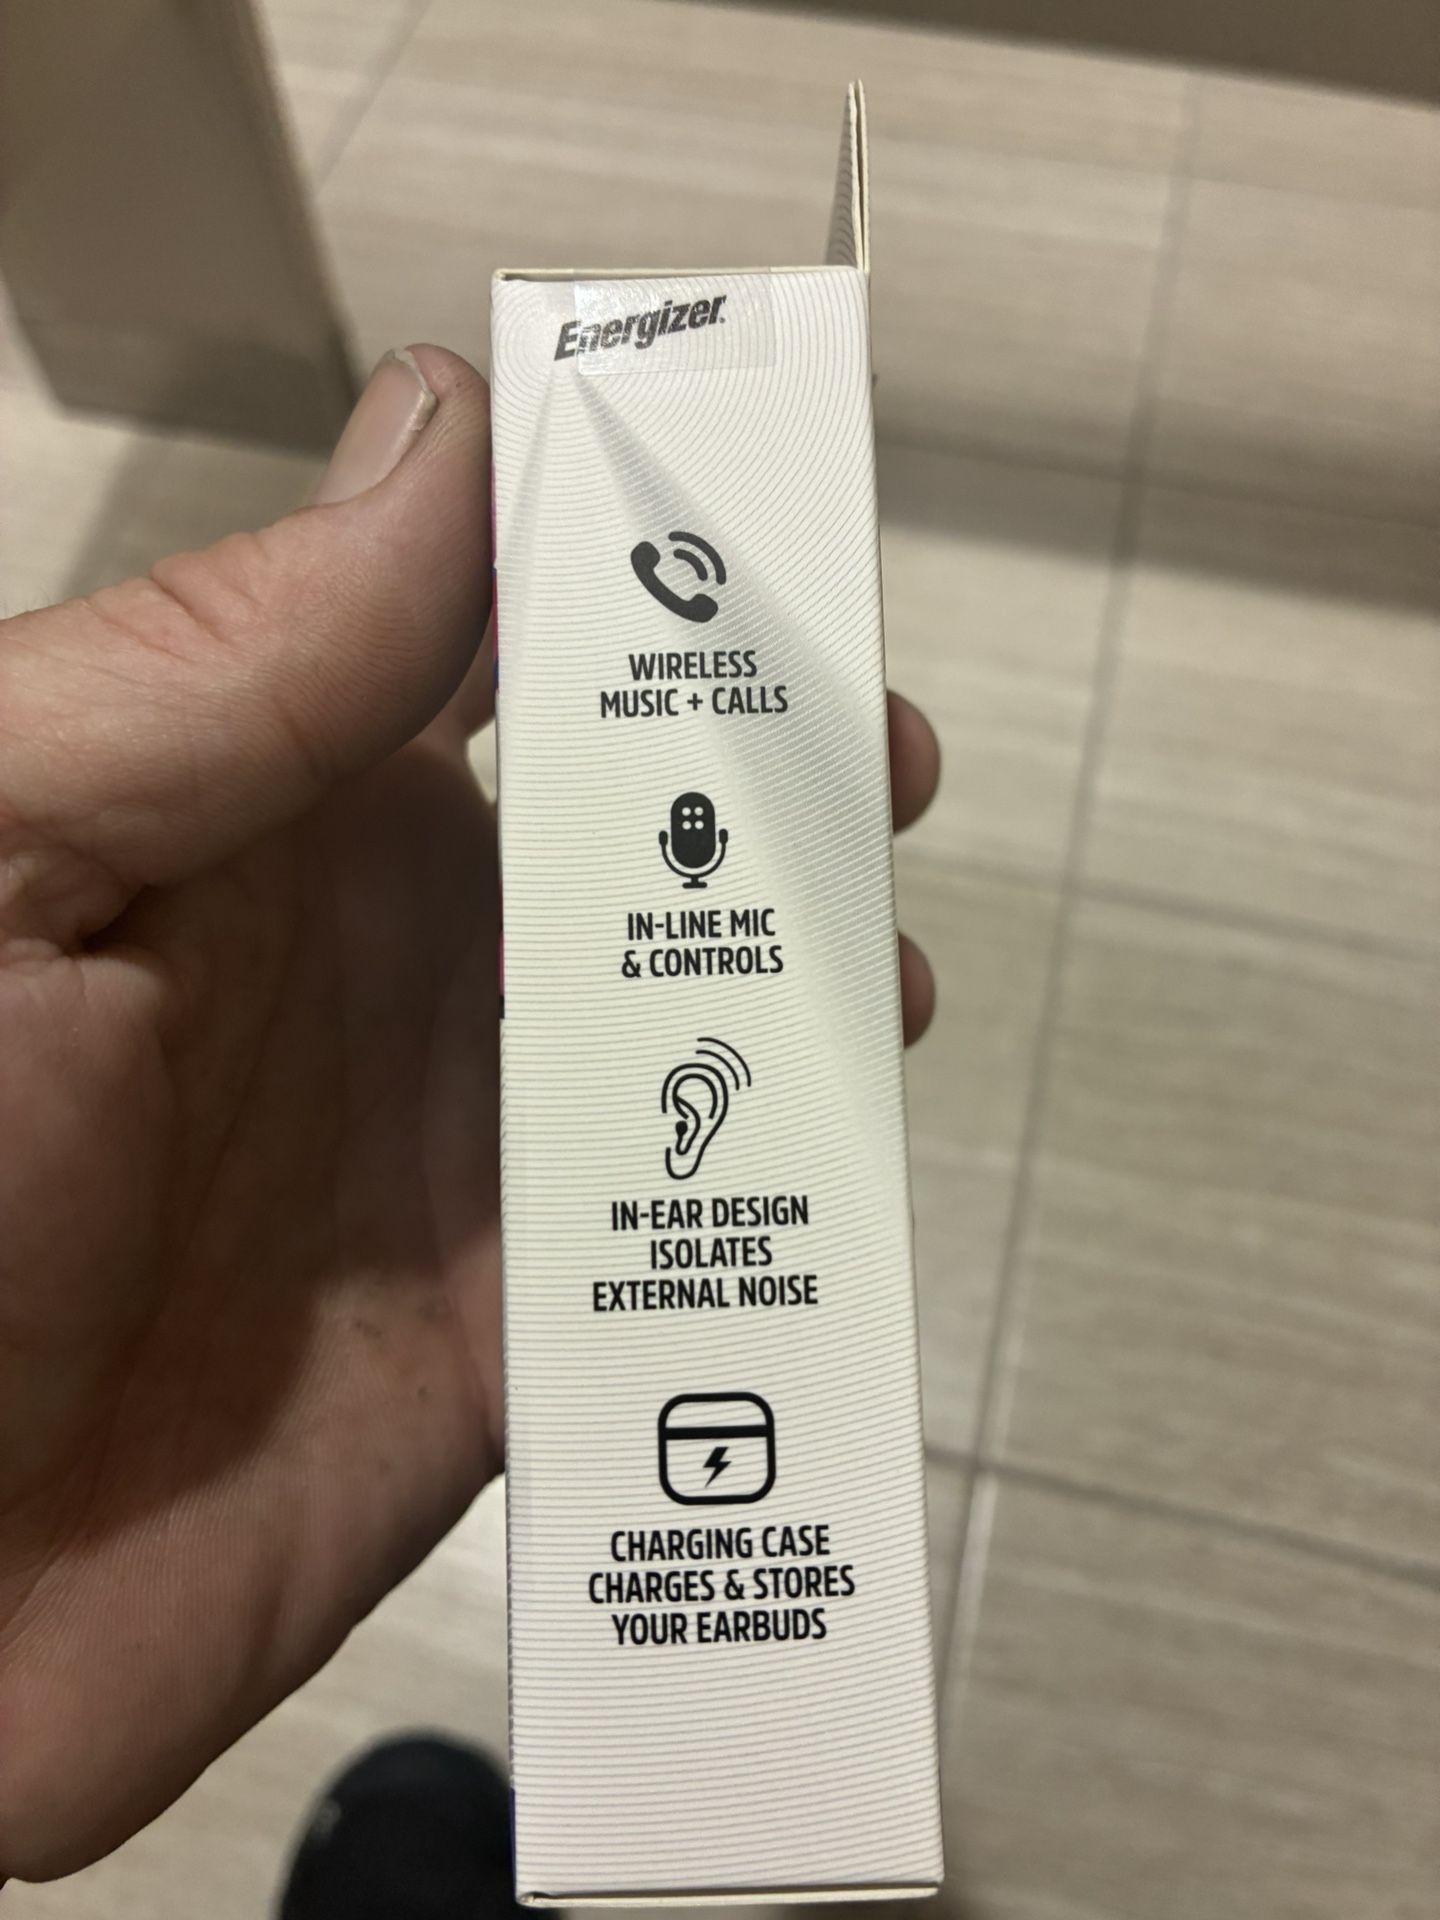 Energizer.
WIRELESS
MUSIC + CALLS
IN-LINE MIC
& CONTROLS
IN-EAR DESIGN
ISOLATES
EXTERNAL NOISE
CHARGING CASE
CHARGES & STORES
YOUR EARBUDS